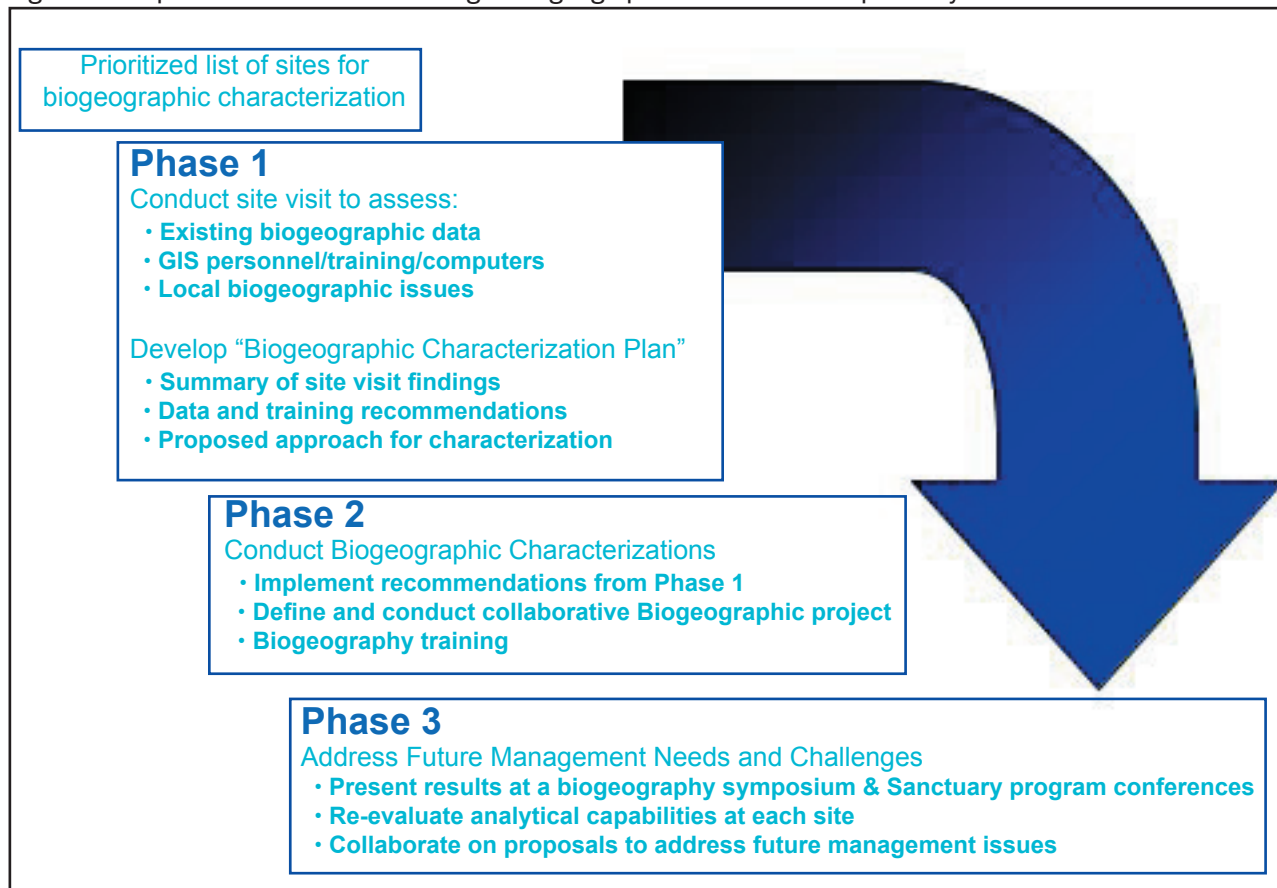 Prioritized list of sites for
biogeographic characterization
Phase 1
Conduct site visit to assess:
• Existing biogeographic data
• GIS personnel/training/computers
• Local biogeographic issues
Develop “Biogeographic Characterization Plan”
• Summary of site visit findings
• Data and training recommendations
• Proposed approach for characterization
Phase 2
Conduct Biogeographic Characterizations
• Implement recommendations from Phase 1
• Define and conduct collaborative Biogeographic project
• Biogeography training
Phase 3
Address Future Management Needs and Challenges
• Present results at a biogeography symposium & Sanctuary program conferences
• Re-evaluate analytical capabilities at each site
• Collaborate on proposals to address future management issues